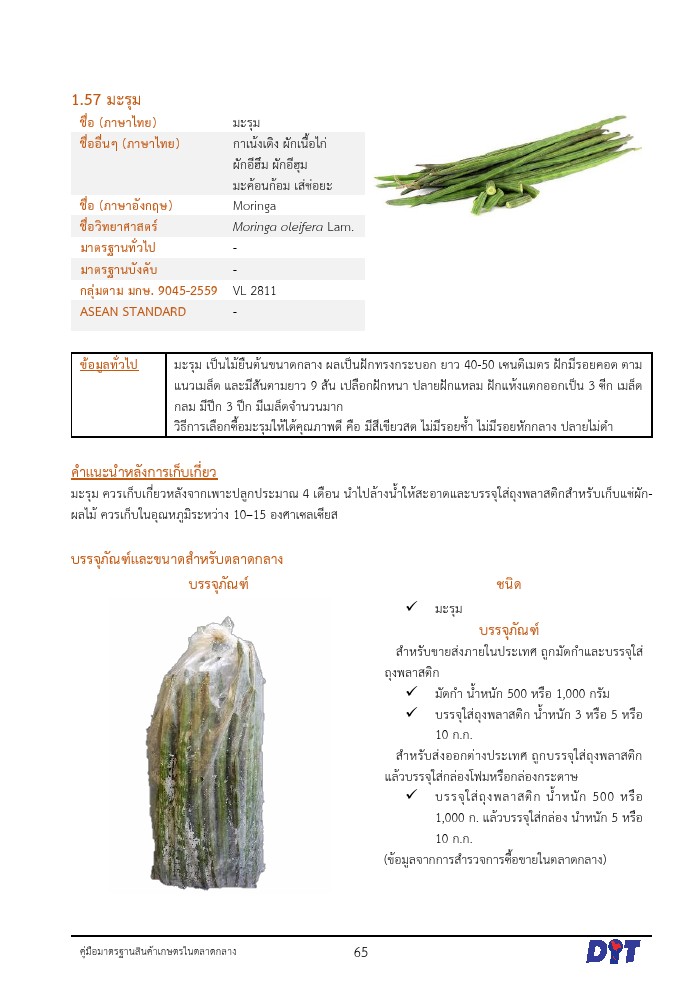 1.57 มะรุม
ชื่อ (ภาษาไทย) มะรุม
ชื่ออื่นๆ (ภาษาไทย) กาเน้งเดิง ผักเนื้อไก่
ผักอีฮึม ผักอีฮุม
มะค้อนก้อม เส่ช่อยะ
ชื่อ (ภาษาอังกฤษ) Moringa
ชื่อวิทยาศาสตร์ Moringa oleifera Lam.
มาตรฐานทั่วไป -
มาตรฐานบังคับ -
กลุ่มตาม มกษ. 9045-2559 VL 2811
ASEAN STANDARD -
ข้อมูลทั่วไป มะรุม เป็นไม้ยืนต้นขนาดกลาง ผลเป็นฝักทรงกระบอก ยาว 40-50 เซนติเมตร ฝักมีรอยคอด ตาม
แนวเมล็ด และมีสันตามยาว 9 สัน เปลือกฝักหนา ปลายฝักแหลม ฝักแห้งแตกออกเป็น 3 ซีก เมล็ด
กลม มีปีก 3 ปีก มีเมล็ดจำนวนมาก
วิธีการเลือกซื้อมะรุมให้ได้คุณภาพดี คือ มีสีเขียวสด ไม่มีรอยช้ำ ไม่มีรอยหักกลาง ปลายไม่ดำ
คำแนะนำหลังการเก็บเกี่ยว
มะรุม ควรเก็บเกี่ยวหลังจากเพาะปลูกประมาณ 4 เดือน นำไปล้างน้ำให้สะอาดและบรรจุใส่ถุงพลาสติกสำหรับเก็บแช่ผัก-
ผลไม้ ควรเก็บในอุณหภูมิระหว่าง 10–15 องศาเซลเซียส
บรรจุภัณฑ์และขนาดสำหรับตลาดกลาง
บรรจุภัณฑ์ ชนิด
✓ มะรุม
บรรจุภัณฑ์
สำหรับขายส่งภายในประเทศ ถูกมัดกำและบรรจุใส่
ถุงพลาสติก
✓ มัดกำ น้ำหนัก 500 หรือ 1,000 กรัม
✓ บรรจุใส่ถุงพลาสติก น้ำหนัก 3 หรือ 5 หรือ
10 ก.ก.
สำหรับส่งออกต่างประเทศ ถูกบรรจุใส่ถุงพลาสติก
แล้วบรรจุใส่กล่องโฟมหรือกล่องกระดาษ
✓ บรรจุใส่ถุงพลาสติก น้ำหนัก 500 หรือ
1,000 ก. แล้วบรรจุใส่กล่อง นำหนัก 5 หรือ
10 ก.ก.
(ข้อมูลจากการสำรวจการซื้อขายในตลาดกลาง)
คู่มือมาตรฐานสินค้าเกษตรในตลาดกลาง 65 DIT